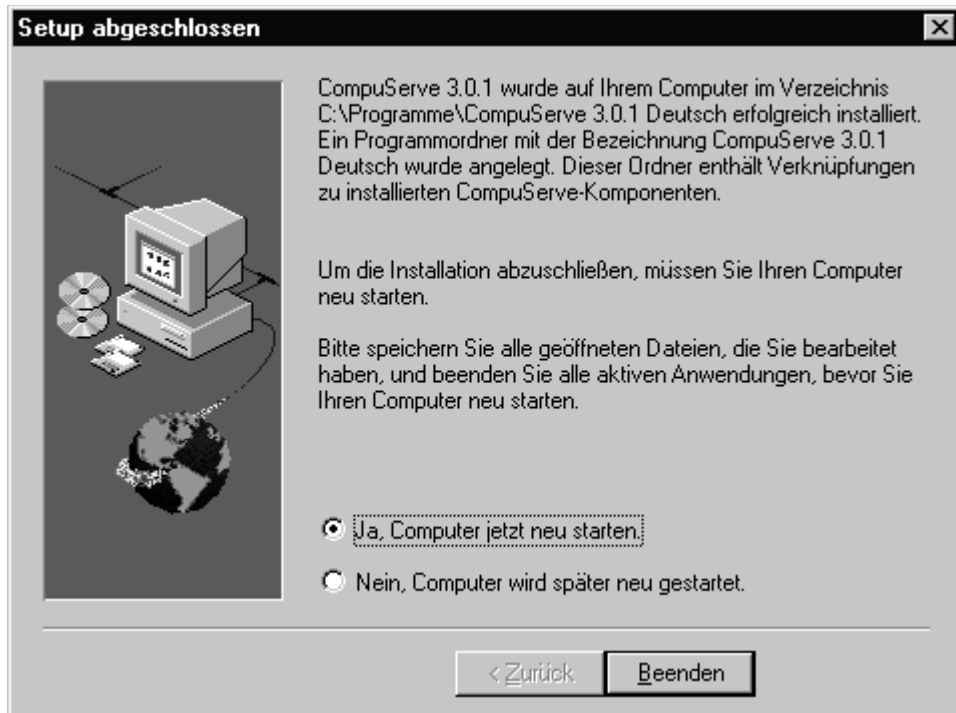 Setup abgeschlossen
CompuServe 3.0.1 wurde auf Ihrem Computer im Verzeichnis
C:\Programme\CompuServe 3.0.1 Deutsch erfolgreich installiert.
Ein Programmordner mit der Bezeichnung CompuServe 3.0.1
Deutsch wurde angelegt. Dieser Ordner enthält Verknüpfungen
zu installierten CompuServe-Komponenten.
Um die Installation abzuschließen, müssen Sie Ihren Computer
neu starten.
Bitte speichern Sie alle geöffneten Dateien, die Sie bearbeitet
haben, und beenden Sie alle aktiven Anwendungen, bevor Sie
Ihren Computer neu starten.
Ja, Computer jetzt neu starten.
Nein, Computer wird später neu gestartet.
< Zurück
Beenden